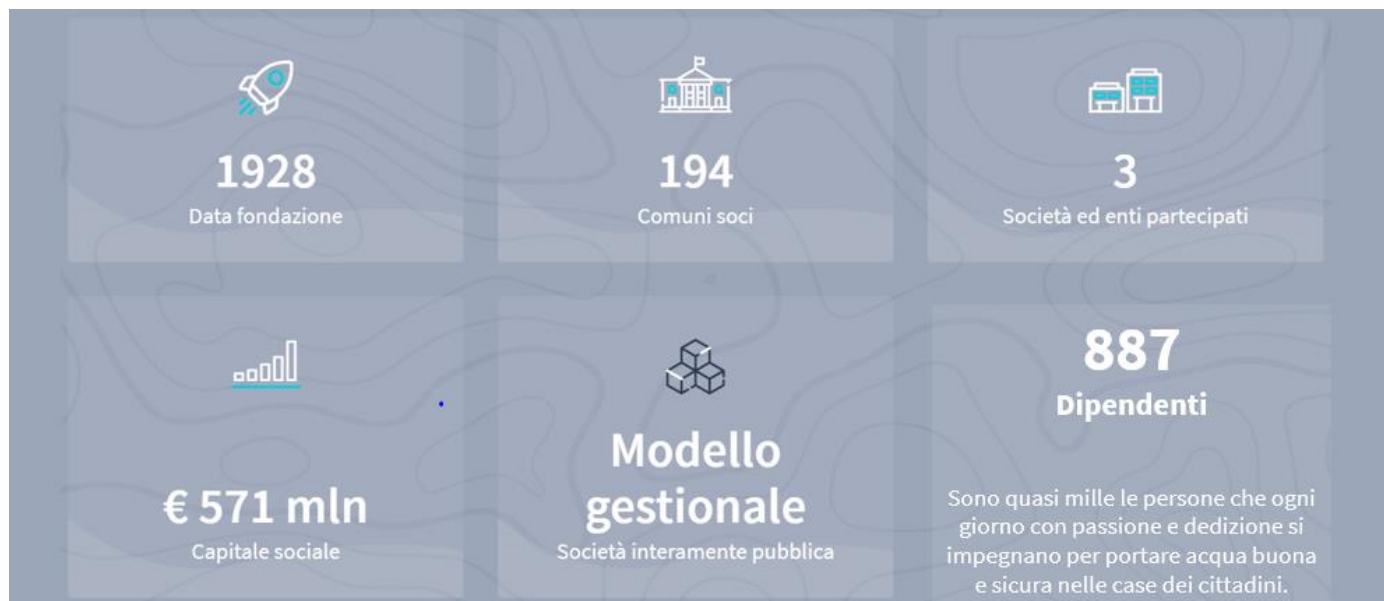 1928
Data fondazione
194
Comuni soci
3
Società ed enti partecipati
€ 571 mln
Capitale sociale
Modello
gestionale
Società interamente pubblica
887
Dipendenti
Sono quasi mille le persone che ogni
giorno con passione e dedizione si
impegnano per portare acqua buona
e sicura nelle case dei cittadini.